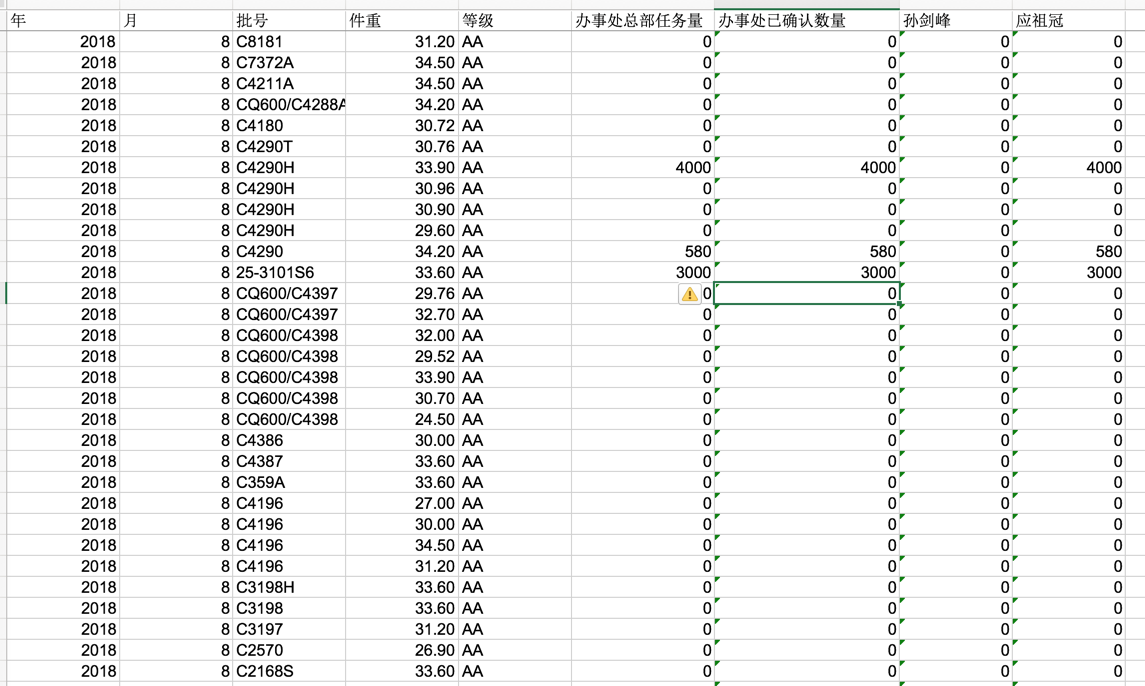 年 月 批号 件重 等级 办事处总部任务量 办事处已确认数量 孙剑峰 应祖冠
2018 8 C8181 31.20 AA 0 0 0 0
2018 8 C7372A 34.50 AA 0 0 0 0
2018 8 C4211A 34.50 AA 0 0 0 0
2018 8 CQ600/C4288A 34.20 AA 0 0 0 0
2018 8 C4180 30.72 AA 0 0 0 0
2018 8 C4290T 30.76 AA 0 0 0 0
2018 8 C4290H 33.90 AA 4000 4000 0 4000
2018 8 C4290H 30.96 AA 0 0 0 0
2018 8 C4290H 30.90 AA 0 0 0 0
2018 8 C4290H 29.60 AA 0 0 0 0
2018 8 C4290 34.20 AA 580 580 0 580
2018 8 25-3101S6 33.60 AA 3000 3000 0 3000
2018 8 CQ600/C4397 29.76 AA 0 0 0 0
2018 8 CQ600/C4397 32.70 AA 0 0 0 0
2018 8 CQ600/C4398 32.00 AA 0 0 0 0
2018 8 CQ600/C4398 29.52 AA 0 0 0 0
2018 8 CQ600/C4398 33.90 AA 0 0 0 0
2018 8 CQ600/C4398 30.70 AA 0 0 0 0
2018 8 CQ600/C4398 24.50 AA 0 0 0 0
2018 8 C4386 30.00 AA 0 0 0 0
2018 8 C4387 33.60 AA 0 0 0 0
2018 8 C359A 33.60 AA 0 0 0 0
2018 8 C4196 27.00 AA 0 0 0 0
2018 8 C4196 30.00 AA 0 0 0 0
2018 8 C4196 34.50 AA 0 0 0 0
2018 8 C4196 31.20 AA 0 0 0 0
2018 8 C3198H 33.60 AA 0 0 0 0
2018 8 C3198 33.60 AA 0 0 0 0
2018 8 C3197 31.20 AA 0 0 0 0
2018 8 C2570 26.90 AA 0 0 0 0
2018 8 C2168S 33.60 AA 0 0 0 0